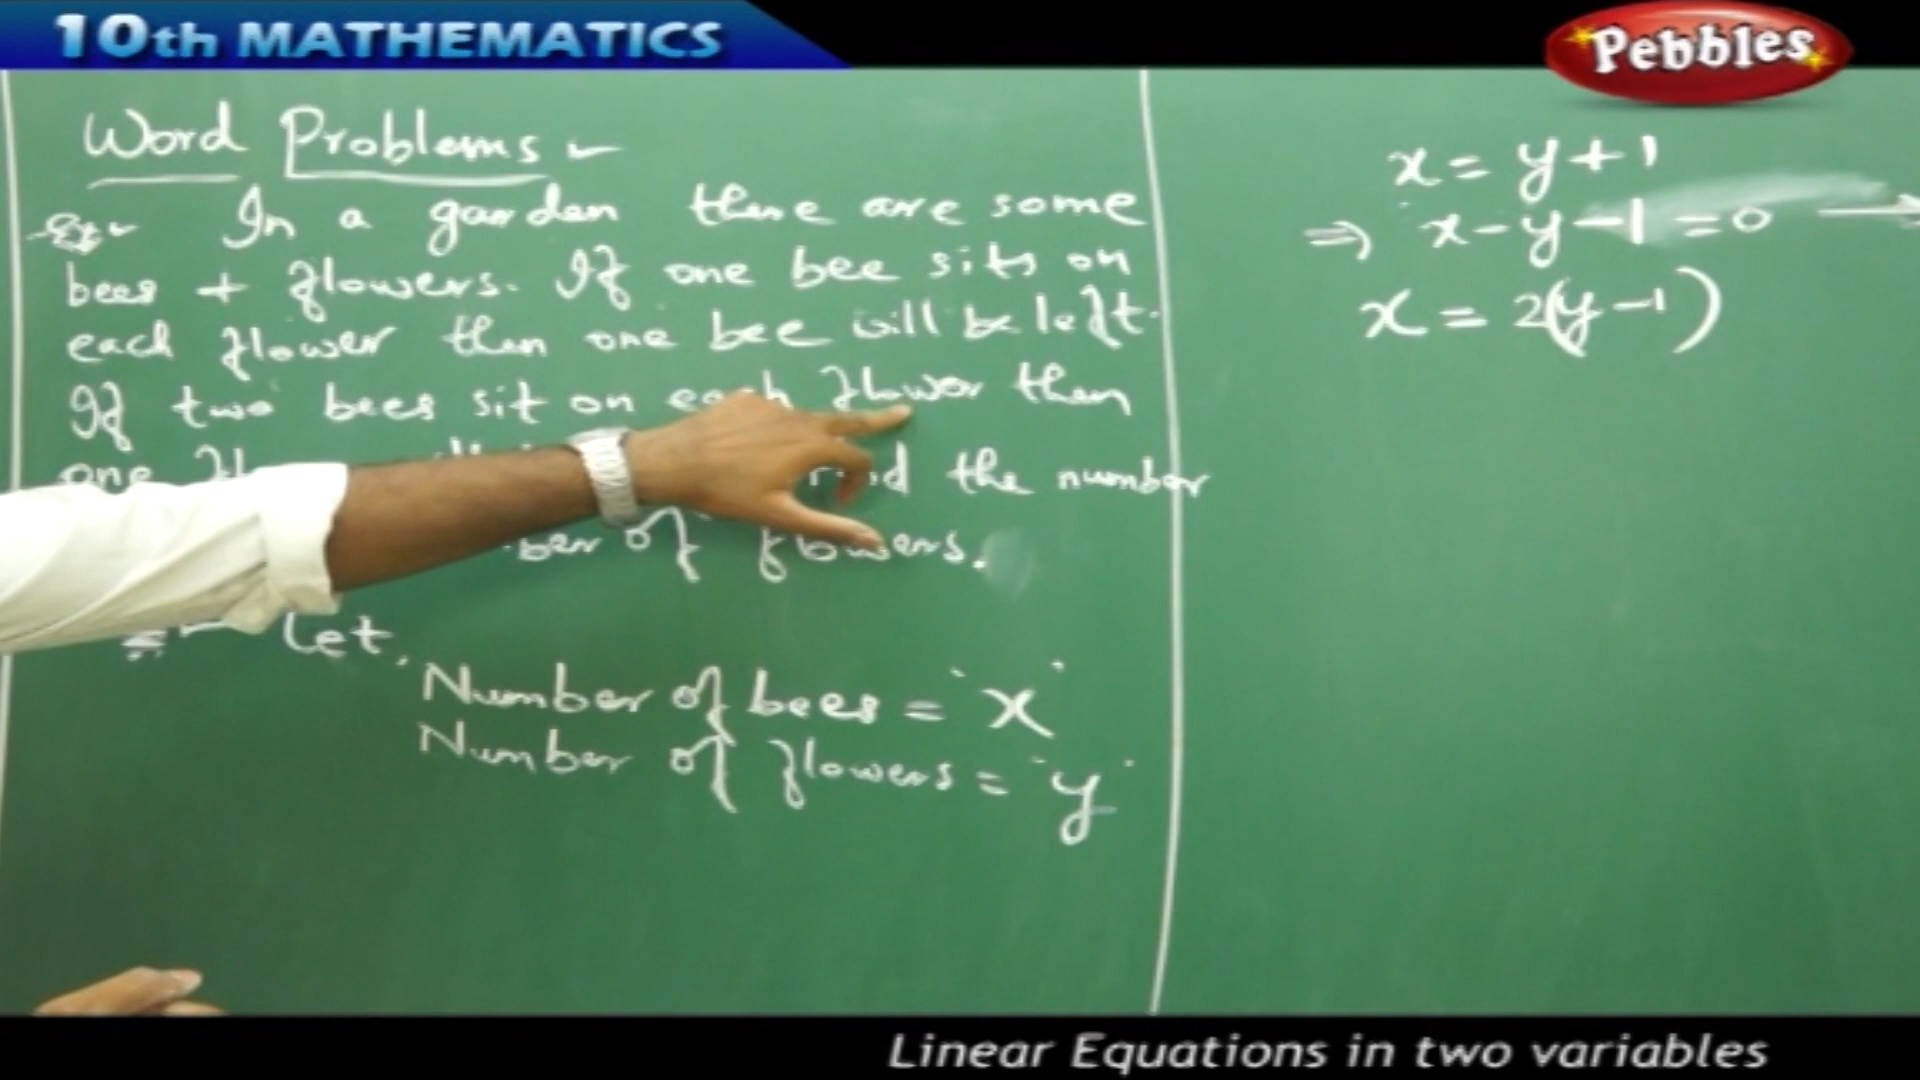 10th MATHEMATICS
Pebbles
Word Problems
In a garden there are some
bees + flowers. If one bee sits on
each flower then one bee will be left.
If two bees sit on each flower then
one the number
of flowers.
Let,
Number of bees = "x"
Number of flowers = "y"
x = y + 1
⇒ x - y - 1 = 0 →
x = 2(y - 1)
Linear Equations in two variables